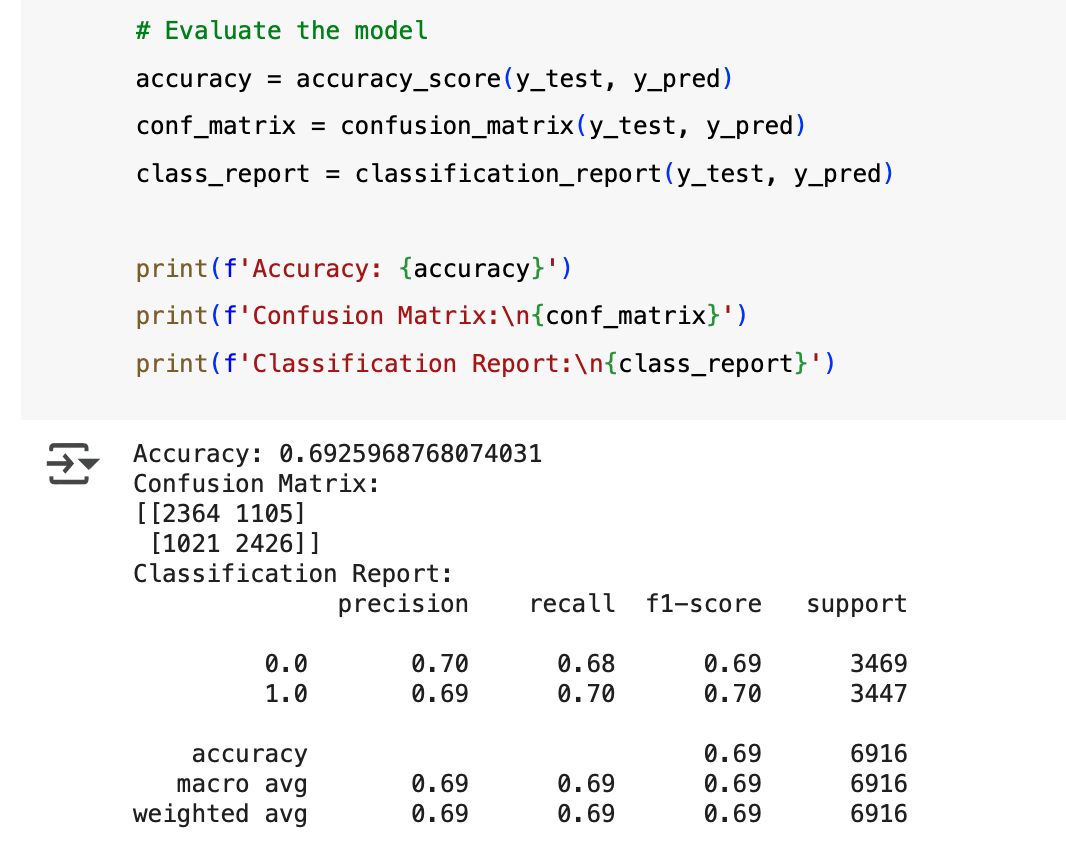 # Evaluate the model
accuracy = accuracy_score(y_test, y_pred)
conf_matrix = confusion_matrix(y_test, y_pred)
class_report = classification_report(y_test, y_pred)
print(f'Accuracy: {accuracy}')
print(f'Confusion Matrix:\n{conf_matrix}')
print(f'Classification Report:\n{class_report}')
Accuracy: 0.6925968768074031
Confusion Matrix:
[[2364 1105]
 [1021 2426]]
Classification Report:
              precision    recall  f1-score   support
         0.0       0.70      0.68      0.69      3469
         1.0       0.69      0.70      0.70      3447
    accuracy                           0.69      6916
   macro avg       0.69      0.69      0.69      6916
weighted avg       0.69      0.69      0.69      6916